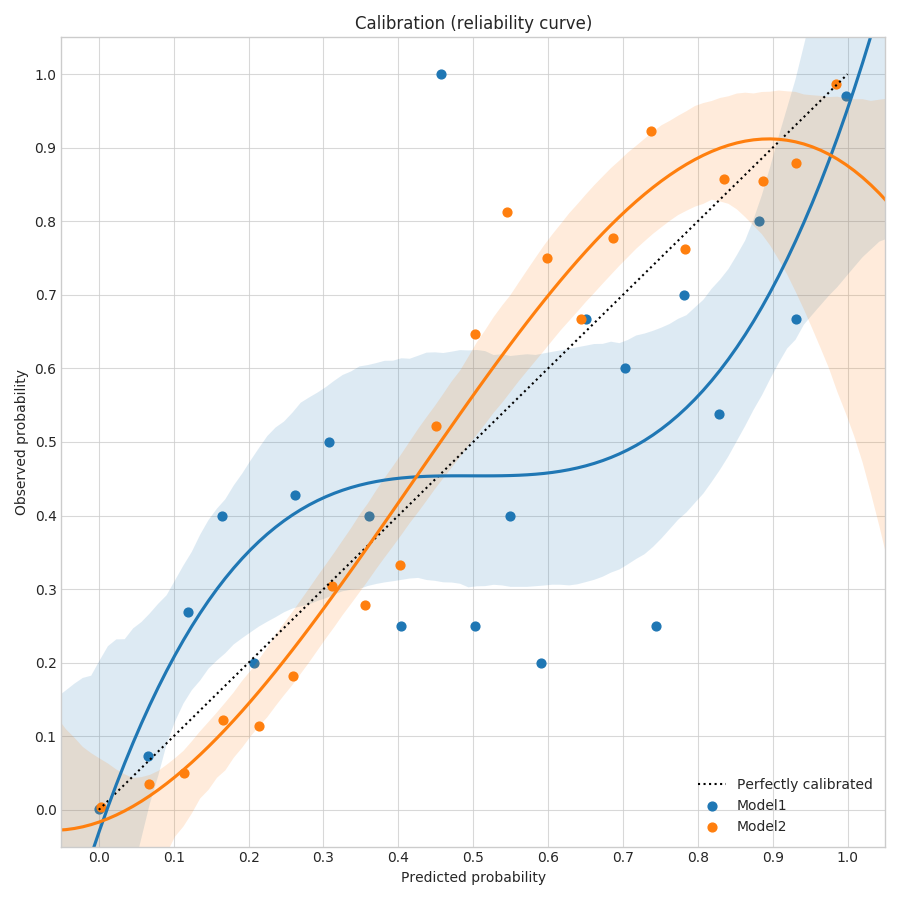 Calibration (reliability curve)
Observed probability
1.0
0.9
0.8
0.7
0.6
0.5
0.4
0.3
0.2
0.1
0.0
Perfectly calibrated
Model1
Model2
0.0 0.1 0.2 0.3 0.4 0.5 0.6 0.7 0.8 0.9 1.0
Predicted probability